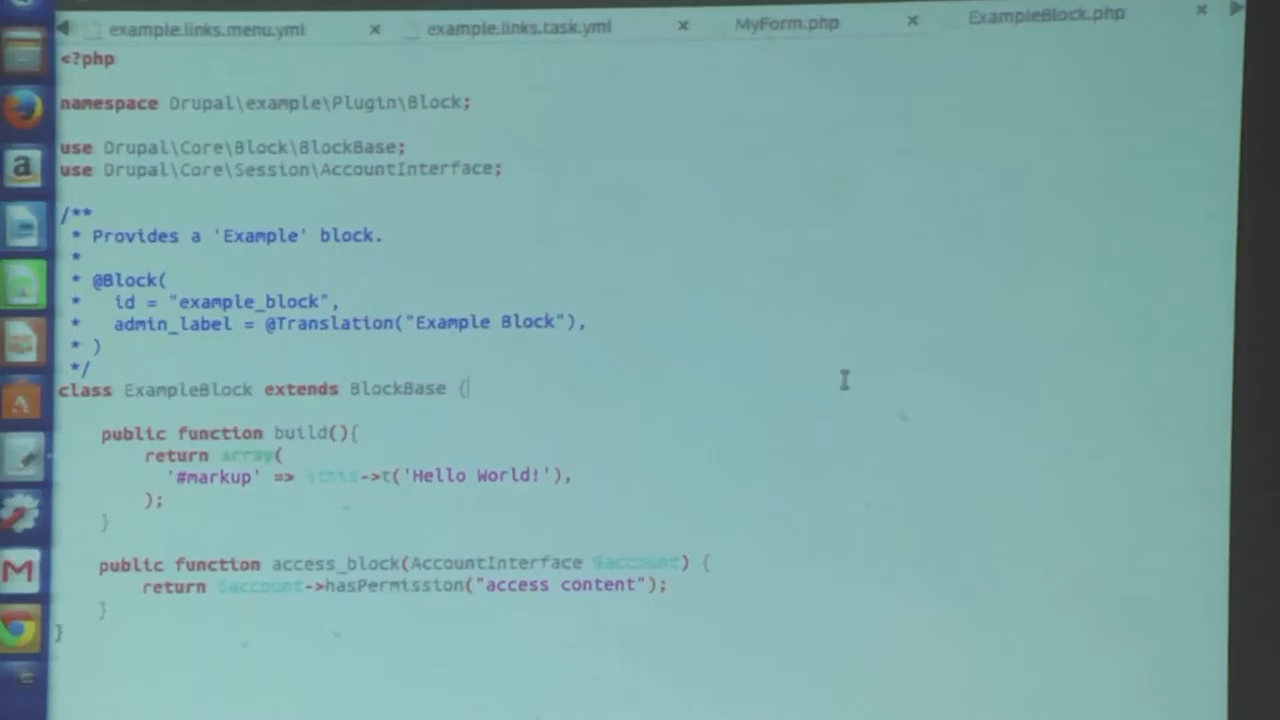 example.links.menu.yml × example.links.task.yml × MyForm.php × ExampleBlock.php ×
<?php
namespace Drupal\example\Plugin\Block;
use Drupal\Core\Block\BlockBase;
use Drupal\Core\Session\AccountInterface;
/**
* Provides a 'Example' block.
*
* @Block(
* id = "example_block",
* admin_label = @Translation("Example Block"),
* )
*/
class ExampleBlock extends BlockBase {
public function build(){
return array(
'#markup' => $this->t('Hello World!'),
);
}
public function access_block(AccountInterface $account) {
return $account->hasPermission("access content");
}
}